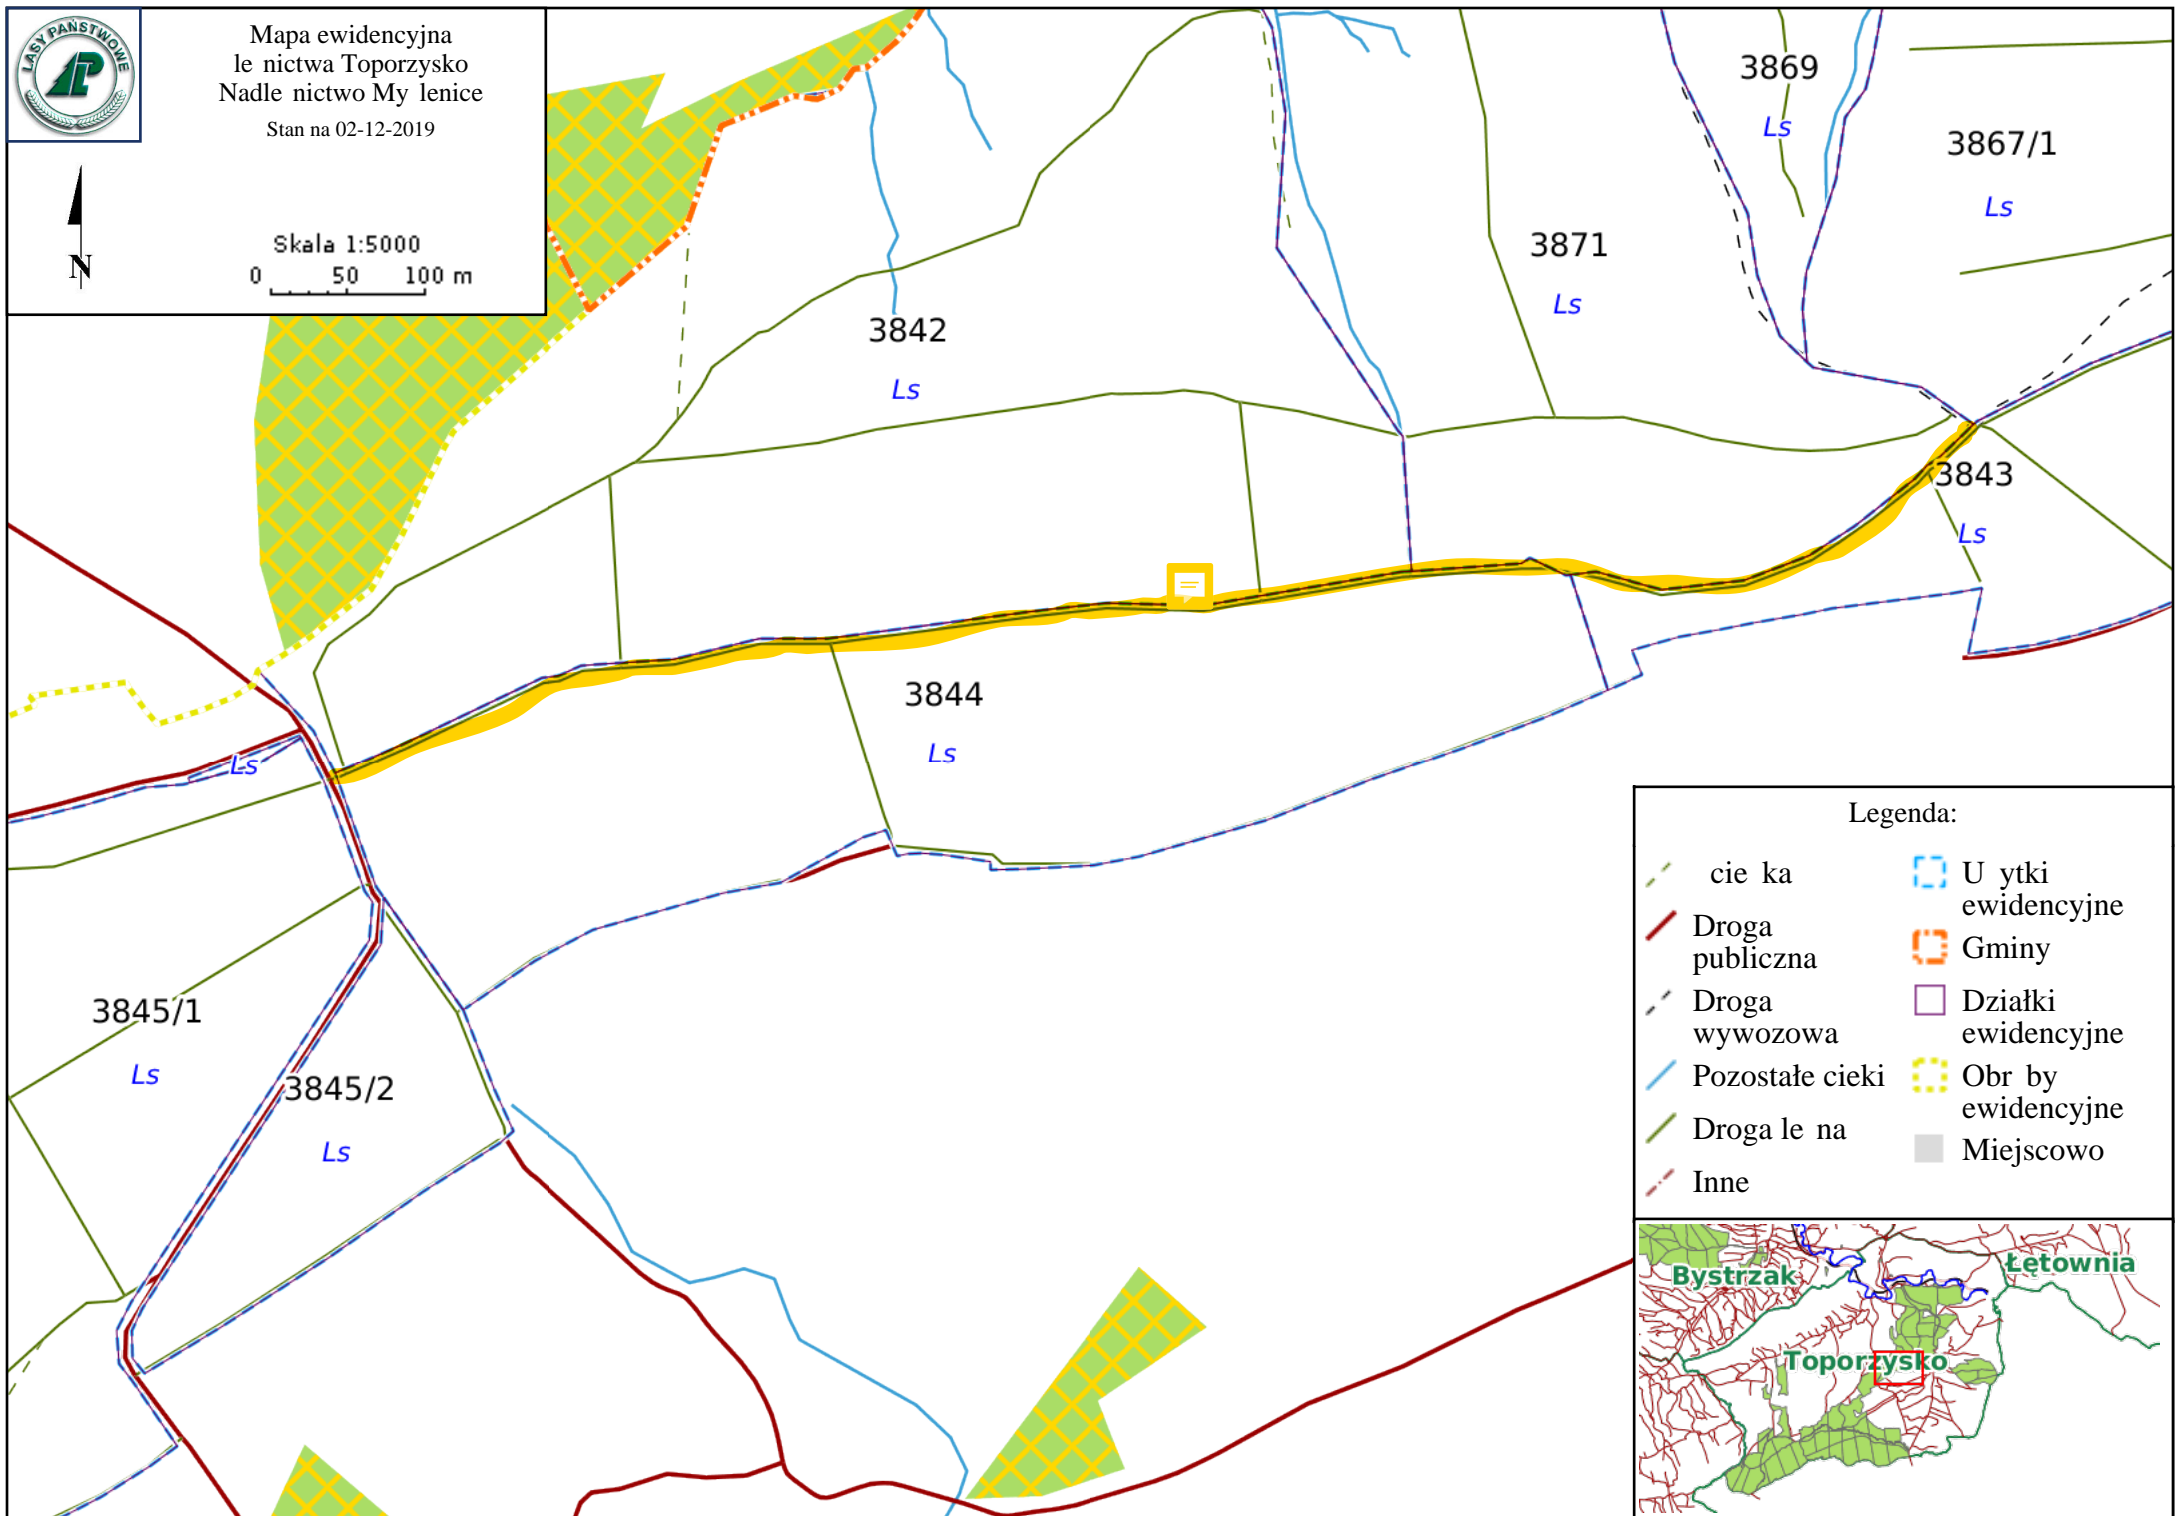 LASY PAŃSTWOWE
Mapa ewidencyjna
le nictwa Toporzysko
Nadle nictwo My lenice
Stan na 02-12-2019
N
Skala 1:5000
0 50 100 m
3869
Ls
3867/1
Ls
3871
Ls
3842
Ls
3843
Ls
3844
Ls
Ls
3845/1
Ls
3845/2
Ls
Legenda:
cie ka
Droga
publiczna
Droga
wywozowa
Pozostałe cieki
Droga le na
Inne
U ytki
ewidencyjne
Gminy
Działki
ewidencyjne
Obr by
ewidencyjne
Miejscowo
Bystrzak
Łętownia
Toporzysko